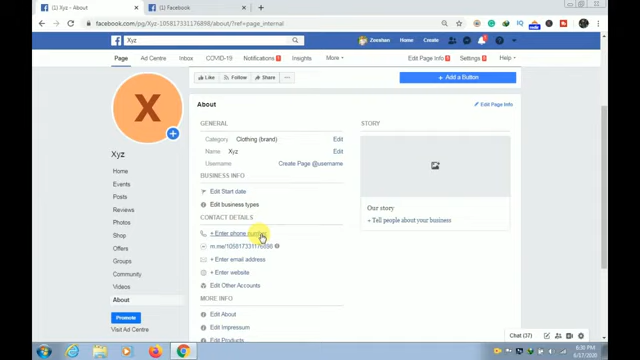 (1) Xyz - About
(1) Facebook
facebook.com/pg/Xyz-105817331176898/about/?ref=page_internal
Xyz
Zeeshan
Home
Create
Page
Ad Centre
Inbox
COVID-19
Notifications
Insights
More
Edit Page Info
Settings
Help
Like
Follow
Share
+ Add a Button
X
Xyz
Home
Events
Posts
Reviews
Photos
Shop
Offers
Groups
Community
Videos
About
Promote
Visit Ad Centre
About
Edit Page Info
GENERAL
Category Clothing (brand) Edit
Name Xyz Edit
Username Create Page @username
BUSINESS INFO
Edit Start date
Edit business types
CONTACT DETAILS
+ Enter phone number
m.me/105817331176898
+ Enter email address
+ Enter website
Edit Other Accounts
MORE INFO
Edit About
Edit Impressum
Edit Products
STORY
Our story
+ Tell people about your business
Chat (37)
6:30 PM
5/17/2020